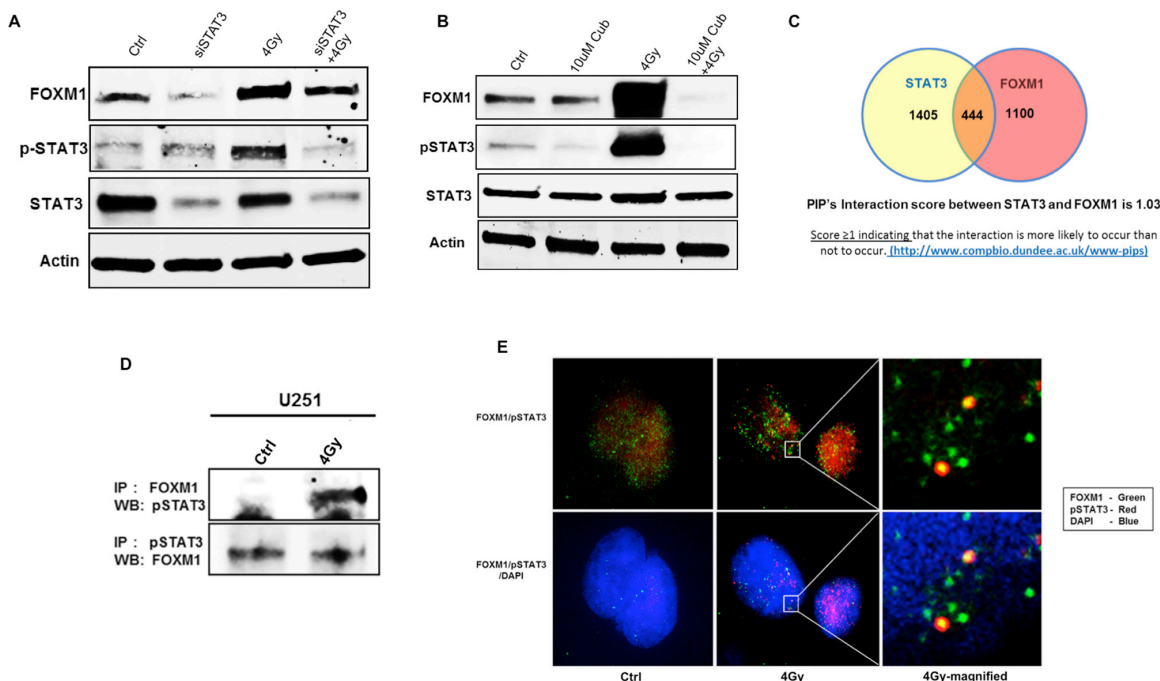 A
Ctrl
siSTAT3
4Gy
siSTAT3
+4Gy
FOXM1
p-STAT3
STAT3
Actin
B
Ctrl
10uM Cub
4Gy
10uM Cub
+4Gy
FOXM1
pSTAT3
STAT3
Actin
C
STAT3
FOXM1
1405
444
1100
PIP's Interaction score between STAT3 and FOXM1 is 1.03
Score ≥1 indicating that the interaction is more likely to occur than
not to occur. (http://www.compbio.dundee.ac.uk/www-pips)
D
U251
Ctrl
4Gy
IP : FOXM1
WB: pSTAT3
IP : pSTAT3
WB: FOXM1
E
FOXM1/pSTAT3
FOXM1/pSTAT3
/DAPI
Ctrl
4Gy
4Gy-magnified
FOXM1 - Green
pSTAT3 - Red
DAPI - Blue